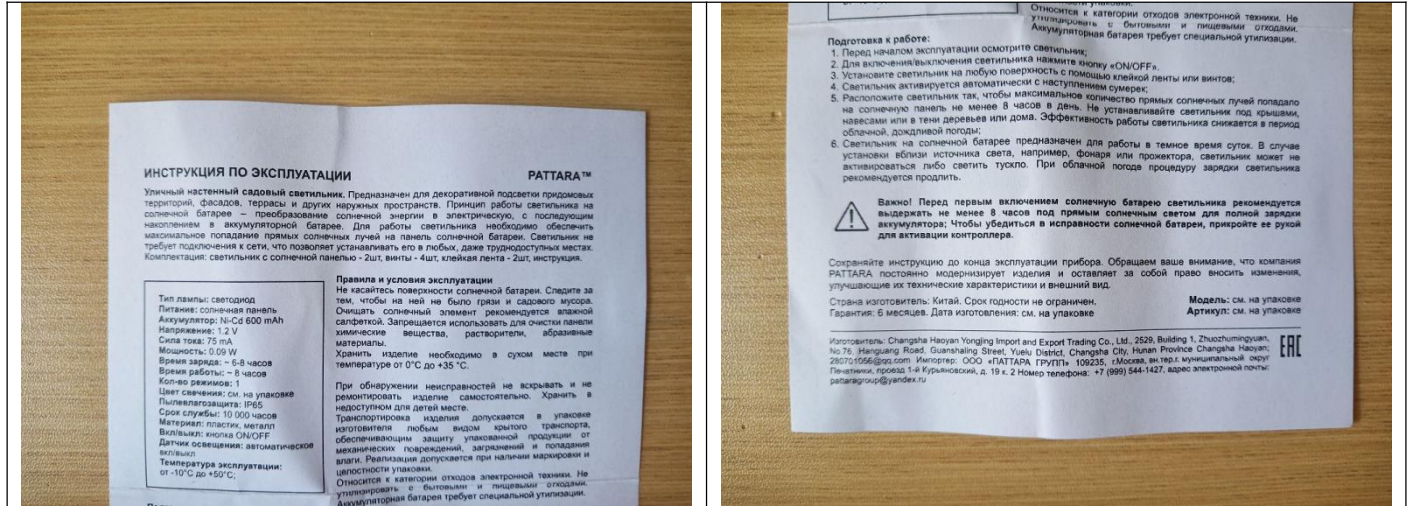 ИНСТРУКЦИЯ ПО ЭКСПЛУАТАЦИИ PATTARA™
Уличный настенный садовый светильник. Предназначен для декоративной подсветки придомовых
территорий, фасадов, террасы и других наружных пространств. Принцип работы светильника на
солнечной батарее – преобразование солнечной энергии в электрическую, с последующим
накоплением в аккумуляторной батарее. Для работы светильника необходимо обеспечить
максимальное попадание прямых солнечных лучей на панель солнечной батареи. Светильник не
требует подключения к сети, что позволяет устанавливать его в любых, даже труднодоступных местах.
Комплектация: светильник с солнечной панелью - 2шт, винты - 4шт, клейкая лента - 2шт, инструкция.
Тип лампы: светодиод
Питание: солнечная панель
Аккумулятор: Ni-Cd 600 mAh
Напряжение: 1.2 V
Сила тока: 75 mA
Мощность: 0.09 W
Время заряда: ~ 6-8 часов
Время работы: ~ 8 часов
Кол-во режимов: 1
Цвет свечения: см. на упаковке
Пылевлагозащита: IP65
Срок службы: 10 000 часов
Материал: пластик, металл
Вкл/выкл: кнопка ON/OFF
Датчик освещения: автоматическое
вкл/выкл
Температура эксплуатации:
от -10°C до +50°C;
Правила и условия эксплуатации
Не касайтесь поверхности солнечной батареи. Следите за
тем, чтобы на ней не было грязи и садового мусора.
Очищать солнечный элемент рекомендуется влажной
салфеткой. Запрещается использовать для очистки панели
химические вещества, растворители, абразивные
материалы.
Хранить изделие необходимо в сухом месте при
температуре от 0°C до +35 °C.
При обнаружении неисправностей не вскрывать и не
ремонтировать изделие самостоятельно. Хранить в
недоступном для детей месте.
Транспортировка изделия допускается в упаковке
изготовителя любым видом крытого транспорта,
обеспечивающим защиту упакованной продукции от
механических повреждений, загрязнений и попадания
влаги. Реализация допускается при наличии маркировки и
целостности упаковки.
Относится к категории отходов электронной техники. Не
утилизировать с бытовыми и пищевыми отходами.
Аккумуляторная батарея требует специальной утилизации.
Относится к категории отходов электронной техники. Не
утилизировать с бытовыми и пищевыми отходами.
Аккумуляторная батарея требует специальной утилизации.
Подготовка к работе:
1. Перед началом эксплуатации осмотрите светильник;
2. Для включения/выключения светильника нажмите кнопку «ON/OFF».
3. Установите светильник на любую поверхность с помощью клейкой ленты или винтов;
4. Светильник активируется автоматически с наступлением сумерек;
5. Расположите светильник так, чтобы максимальное количество прямых солнечных лучей попадало
на солнечную панель не менее 8 часов в день. Не устанавливайте светильник под крышами,
навесами или в тени деревьев или дома. Эффективность работы светильника снижается в период
облачной, дождливой погоды;
6. Светильник на солнечной батарее предназначен для работы в темное время суток. В случае
установки вблизи источника света, например, фонаря или прожектора, светильник может не
активироваться либо светить тускло. При облачной погоде процедуру зарядки светильника
рекомендуется продлить.
Важно! Перед первым включением солнечную батарею светильника рекомендуется
выдержать не менее 8 часов под прямым солнечным светом для полной зарядки
аккумулятора; Чтобы убедиться в исправности солнечной батареи, прикройте ее рукой
для активации контроллера.
Сохраняйте инструкцию до конца эксплуатации прибора. Обращаем ваше внимание, что компания
PATTARA постоянно модернизирует изделия и оставляет за собой право вносить изменения,
улучшающие их технические характеристики и внешний вид.
Страна изготовитель: Китай. Срок годности не ограничен. Модель: см. на упаковке
Гарантия: 6 месяцев. Дата изготовления: см. на упаковке Артикул: см. на упаковке
Изготовитель: Changsha Haoyan Yongjing Import and Export Trading Co., Ltd., 2529, Building 1, Zhuozhumingyuan,
No.76, Hanguang Road, Guanshaling Street, Yuelu District, Changsha City, Hunan Province Changsha Haoyan;
280701056@qq.com Импортер: ООО «ПАТТАРА ГРУПП» 109235, г.Москва, вн.тер.г. муниципальный округ
Печатники, проезд 1-й Курьяновский, д. 19 к. 2 Номер телефона: +7 (999) 544-1427, адрес электронной почты:
pattaragroup@yandex.ru
EAC